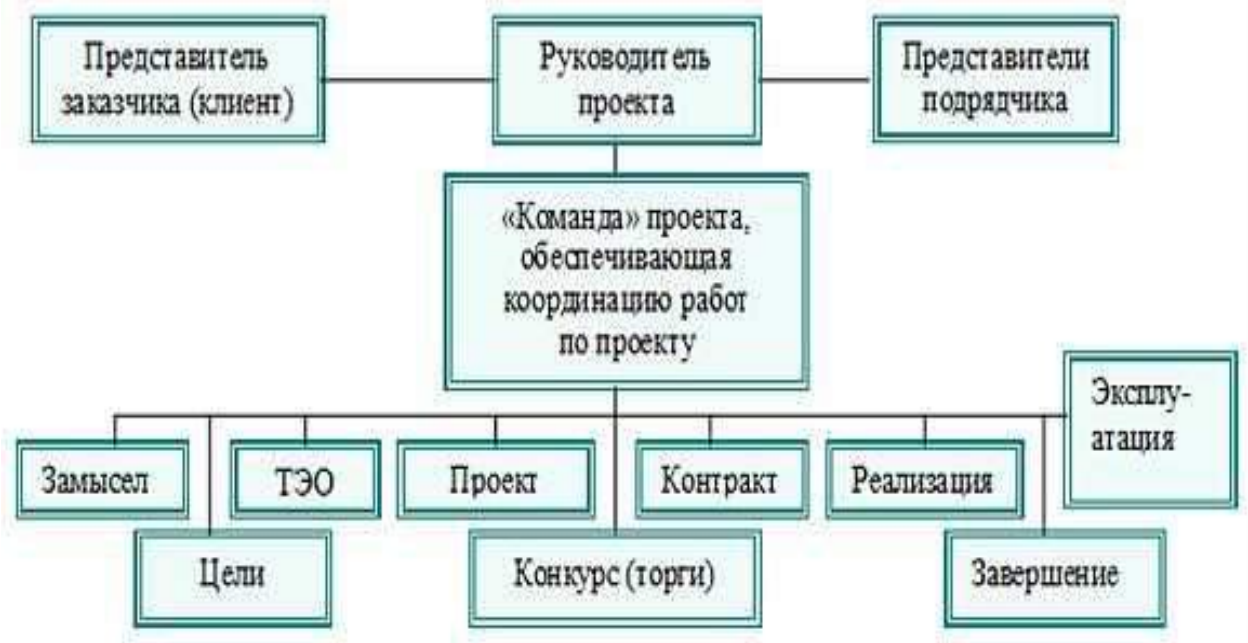 Представитель
заказчика (клиент)
Руководитель
проекта
Представители
подрядчика
«Команда» проекта,
обеспечивающая
координацию работ
по проекту
Эксплу-
атация
Замысел
ТЭО
Проект
Контракт
Реализация
Цели
Конкурс (торги)
Завершение